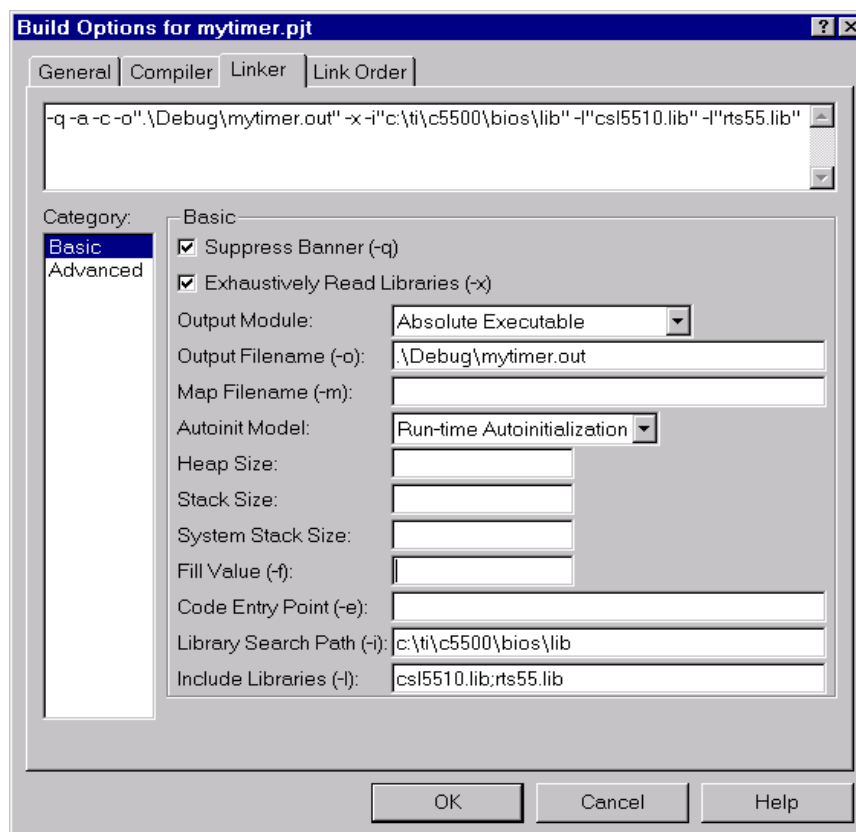 Build Options for mytimer.pjt
General Compiler Linker Link Order
-q -a -c -o".\Debug\mytimer.out" -x -i"c:\ti\c5500\bios\lib" -l"csl5510.lib" -l"rts55.lib"
Category:
Basic
Advanced
Basic
Suppress Banner (-q)
Exhaustively Read Libraries (-x)
Output Module: Absolute Executable
Output Filename (-o): .\Debug\mytimer.out
Map Filename (-m):
Autoinit Model: Run-time Autoinitialization
Heap Size:
Stack Size:
System Stack Size:
Fill Value (-f):
Code Entry Point (-e):
Library Search Path (-i): c:\ti\c5500\bios\lib
Include Libraries (-l): csl5510.lib;rts55.lib
OK Cancel Help